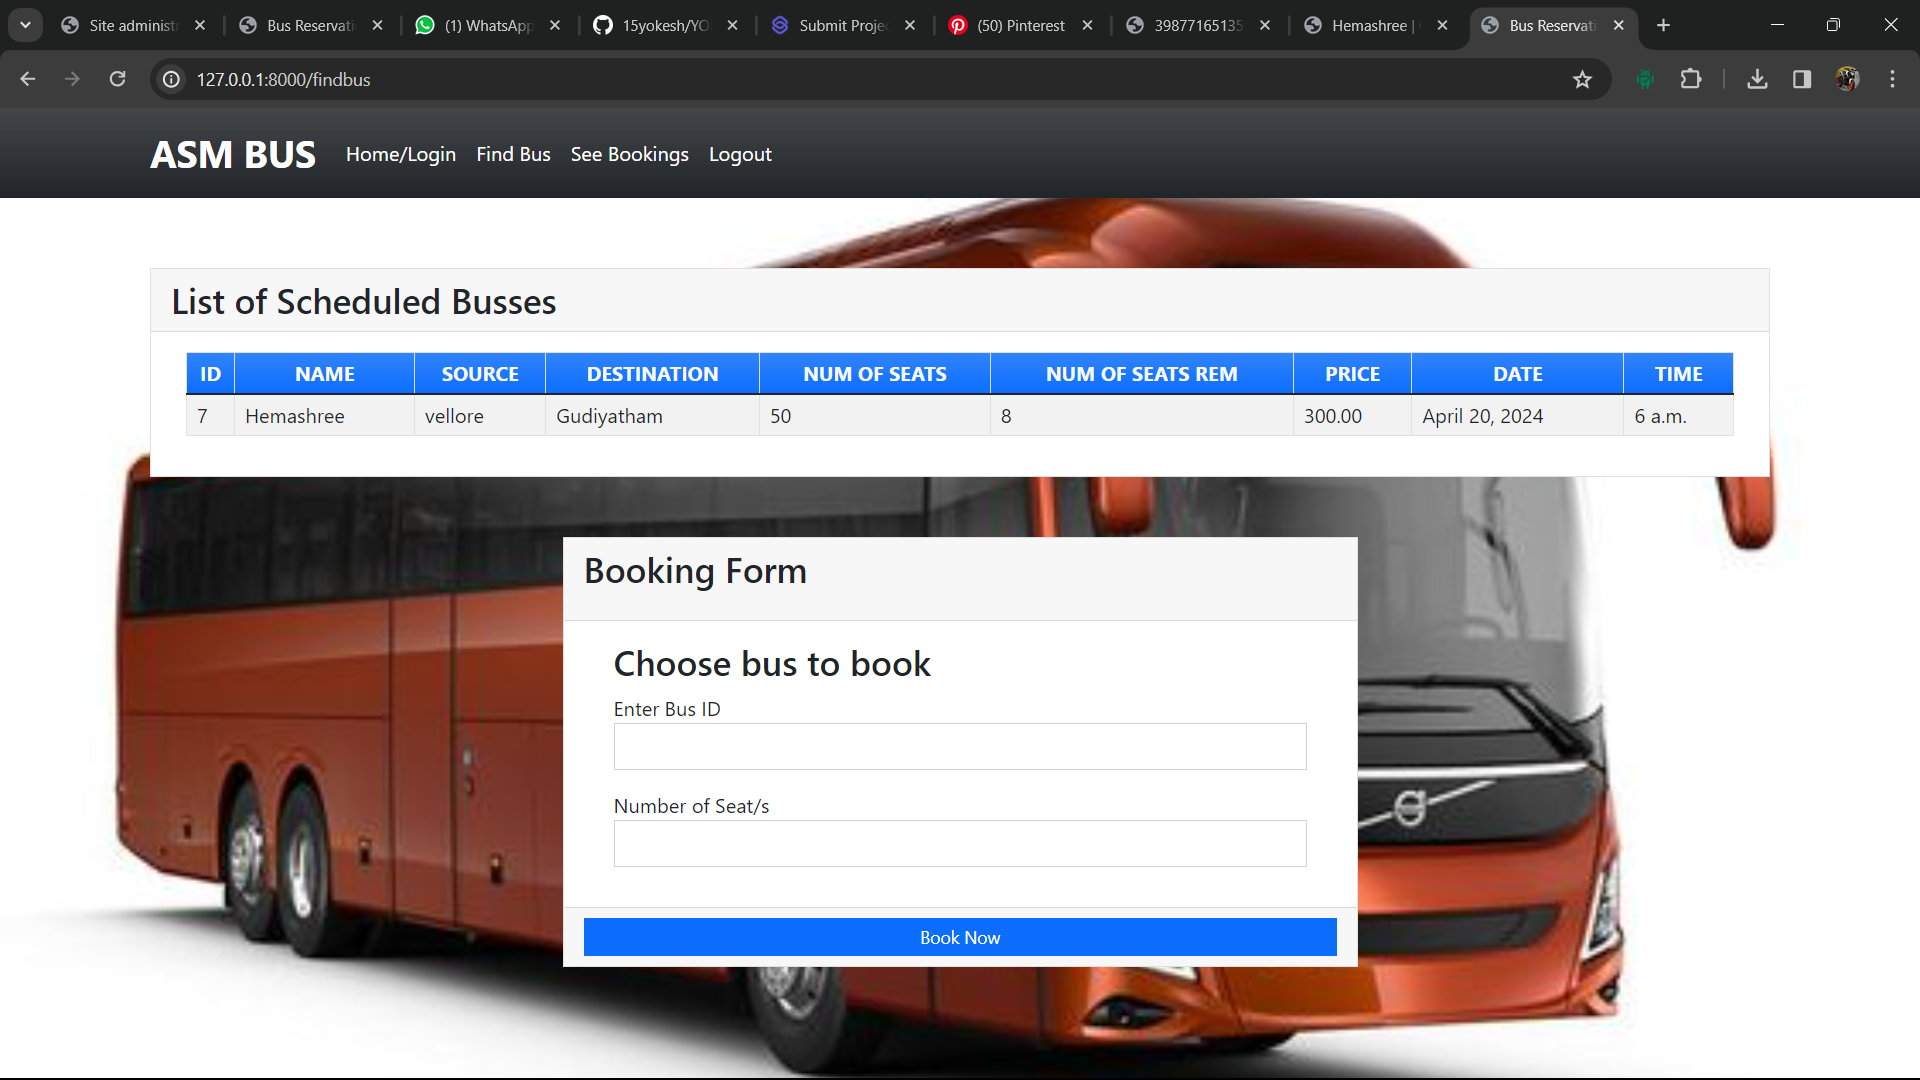 Site administ
Bus Reservati
(1) WhatsApp
15yokesh/YO
Submit Projec
(50) Pinterest
39877165135
Hemashree |
Bus Reservati
127.0.0.1:8000/findbus
ASM BUS Home/Login Find Bus See Bookings Logout
List of Scheduled Busses
ID NAME SOURCE DESTINATION NUM OF SEATS NUM OF SEATS REM PRICE DATE TIME
7 Hemashree vellore Gudiyatham 50 8 300.00 April 20, 2024 6 a.m.
Booking Form
Choose bus to book
Enter Bus ID
Number of Seat/s
Book Now